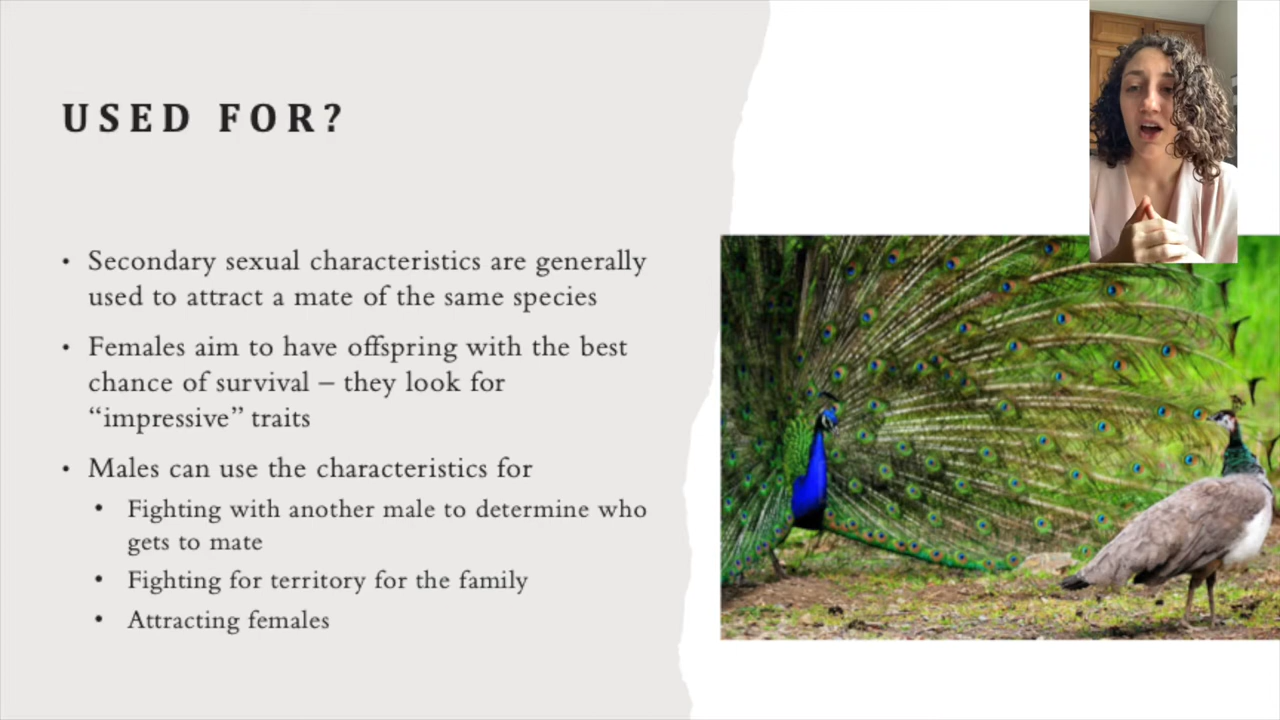 USED FOR?
• Secondary sexual characteristics are generally
used to attract a mate of the same species
• Females aim to have offspring with the best
chance of survival – they look for
“impressive” traits
• Males can use the characteristics for
• Fighting with another male to determine who
gets to mate
• Fighting for territory for the family
• Attracting females